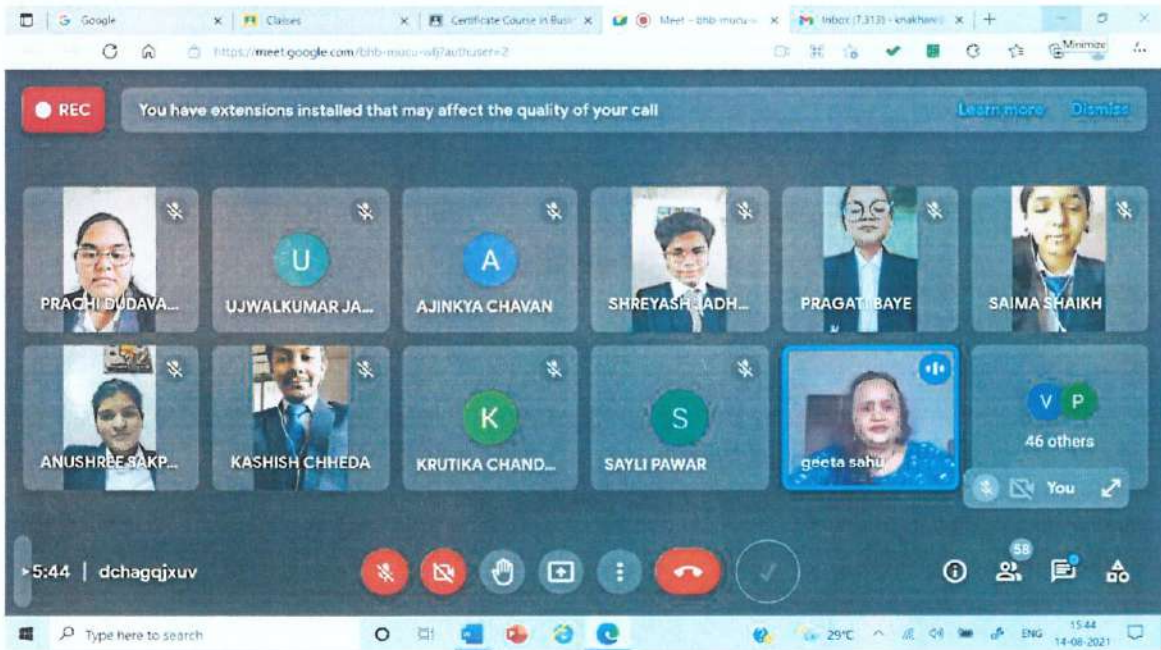 Google
Classes
Certificate Course in Busin
Meet - bhb-mucu-
Inbox (7,313) - knakhare
https://meet.google.com/bhb-mucu-wfj?authuser=2
Minimize
REC
You have extensions installed that may affect the quality of your call
Learn more
Dismiss
PRACHI DUDAVA...
U
UJWALKUMAR JA...
A
AJINKYA CHAVAN
SHREYASH JADH...
PRAGATI BAYE
SAIMA SHAIKH
ANUSHREE SAKP...
KASHISH CHHEDA
K
KRUTIKA CHAND...
S
SAYLI PAWAR
geeta sahu
V P
46 others
You
5:44 | dchagqjxuv
58
Type here to search
29°C
ENG
15:44
14-08-2021